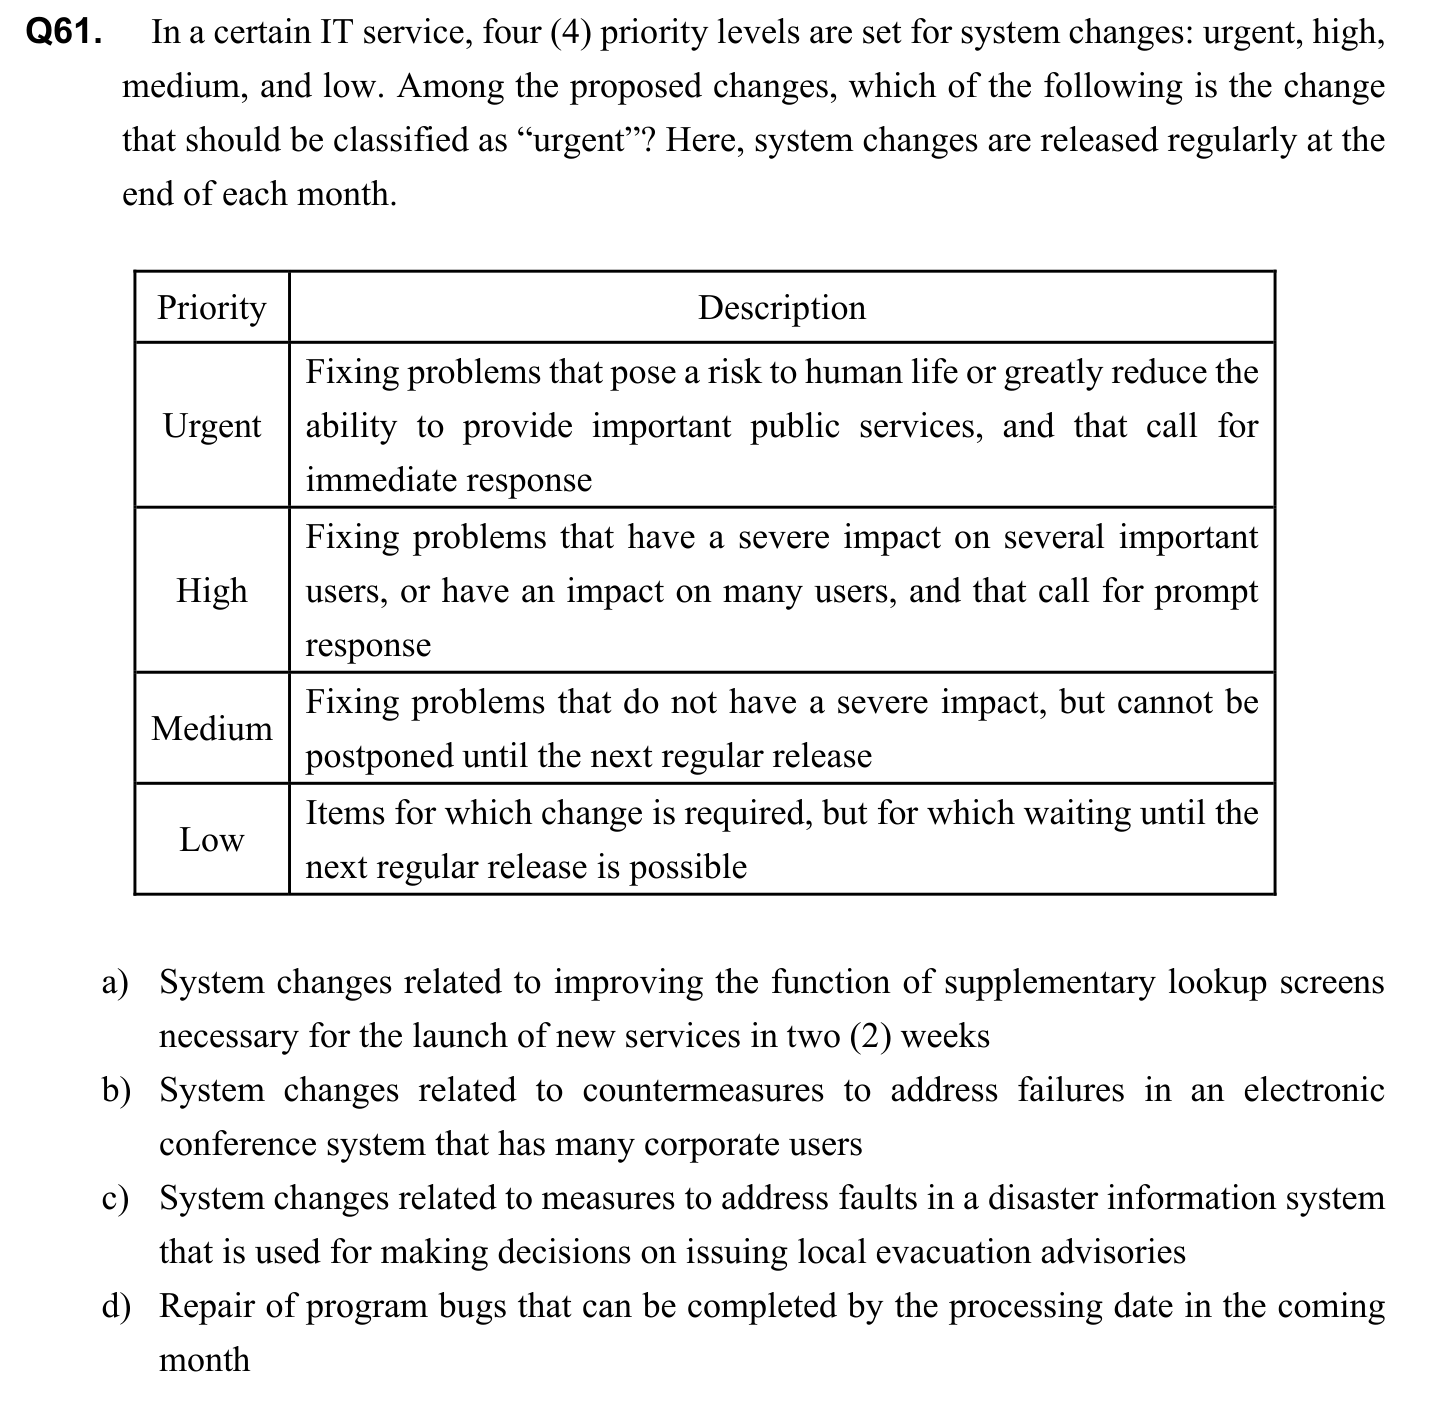 Q61. In a certain IT service, four (4) priority levels are set for system changes: urgent, high,
medium, and low. Among the proposed changes, which of the following is the change
that should be classified as “urgent”? Here, system changes are released regularly at the
end of each month.
Priority Description
Urgent
Fixing problems that pose a risk to human life or greatly reduce the
ability to provide important public services, and that call for
immediate response
High
Fixing problems that have a severe impact on several important
users, or have an impact on many users, and that call for prompt
response
Medium
Fixing problems that do not have a severe impact, but cannot be
postponed until the next regular release
Low
Items for which change is required, but for which waiting until the
next regular release is possible
a) System changes related to improving the function of supplementary lookup screens
necessary for the launch of new services in two (2) weeks
b) System changes related to countermeasures to address failures in an electronic
conference system that has many corporate users
c) System changes related to measures to address faults in a disaster information system
that is used for making decisions on issuing local evacuation advisories
d) Repair of program bugs that can be completed by the processing date in the coming
month